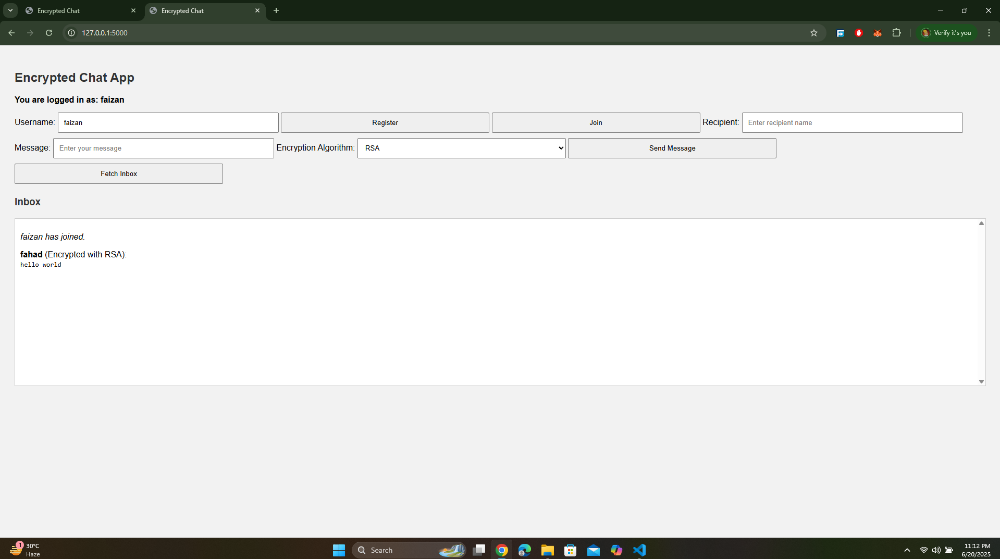 Encrypted Chat
Encrypted Chat
127.0.0.1:5000
Verify it's you
Encrypted Chat App
You are logged in as: faizan
Username: faizan Register Join Recipient: Enter recipient name
Message: Enter your message Encryption Algorithm: RSA Send Message
Fetch Inbox
Inbox
faizan has joined.
fahad (Encrypted with RSA):
hello world
1
30°C
Haze
Search
11:12 PM
6/20/2025